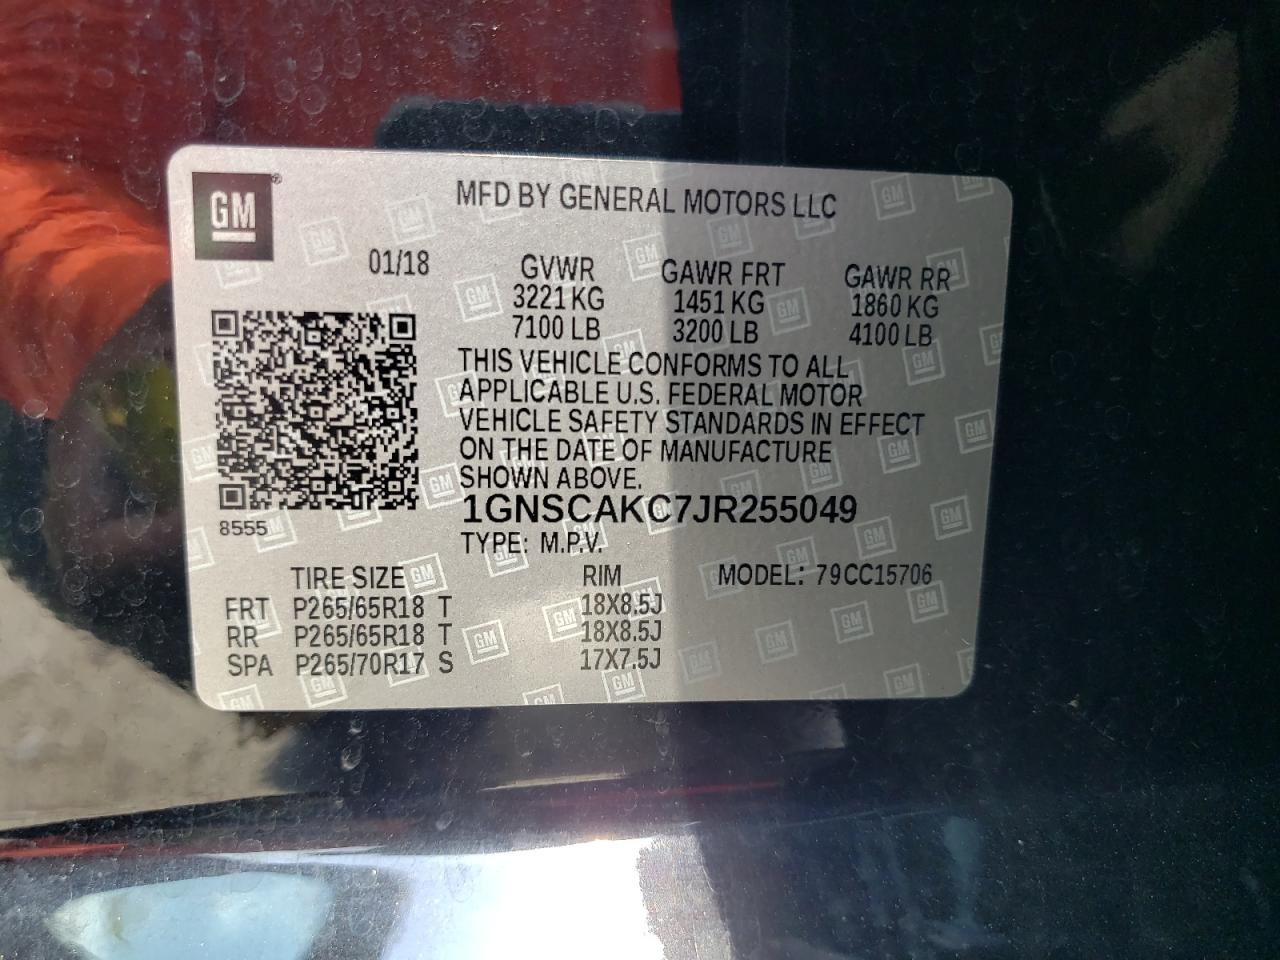 GM
MFD BY GENERAL MOTORS LLC
01/18
GVWR GAWR FRT GAWR RR
3221 KG 1451 KG 1860 KG
7100 LB 3200 LB 4100 LB
THIS VEHICLE CONFORMS TO ALL
APPLICABLE U.S. FEDERAL MOTOR
VEHICLE SAFETY STANDARDS IN EFFECT
ON THE DATE OF MANUFACTURE
SHOWN ABOVE.
1GNSCAKC7JR255049
8555
TYPE: M.P.V.
TIRE SIZE RIM MODEL: 79CC15706
FRT P265/65R18 T 18X8.5J
RR P265/65R18 T 18X8.5J
SPA P265/70R17 S 17X7.5J